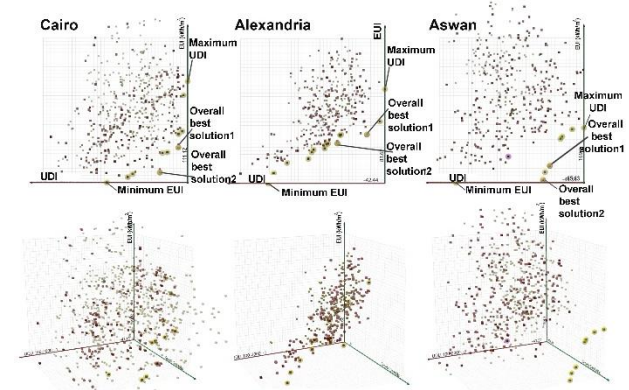 Cairo
EUI (kWh/m²)
Maximum
UDI
Overall
best
solution1
Overall
best
solution2
UDI
Minimum EUI
Alexandria
EUI
Maximum
UDI
Overall
best
solution1
Overall
best
solution2
UDI
-42.44
Minimum EUI
Aswan
EUI (kWh/m²)
Maximum
UDI
Overall
best
solution1
Overall
best
solution2
UDI
Minimum EUI
EUI (kWh/m²)
EUI (kWh/m²)
EUI (kWh/m²)